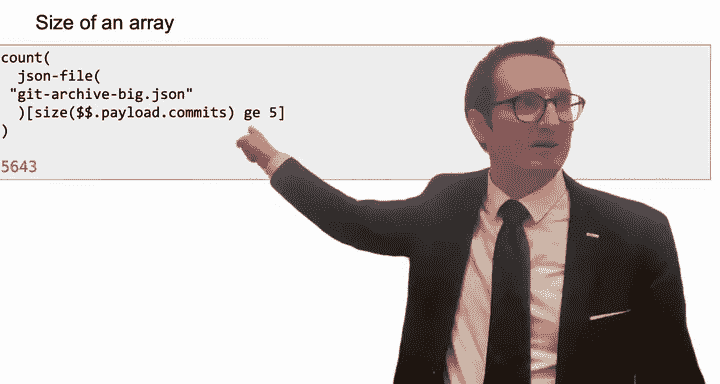 Size of an array
count(
json-file(
"git-archive-big.json"
)[size($$.payload.commits) ge 5]
)
5643